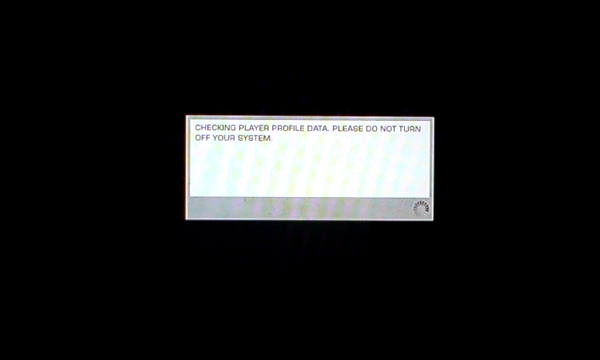 CHECKING PLAYER PROFILE DATA. PLEASE DO NOT TURN
OFF YOUR SYSTEM.